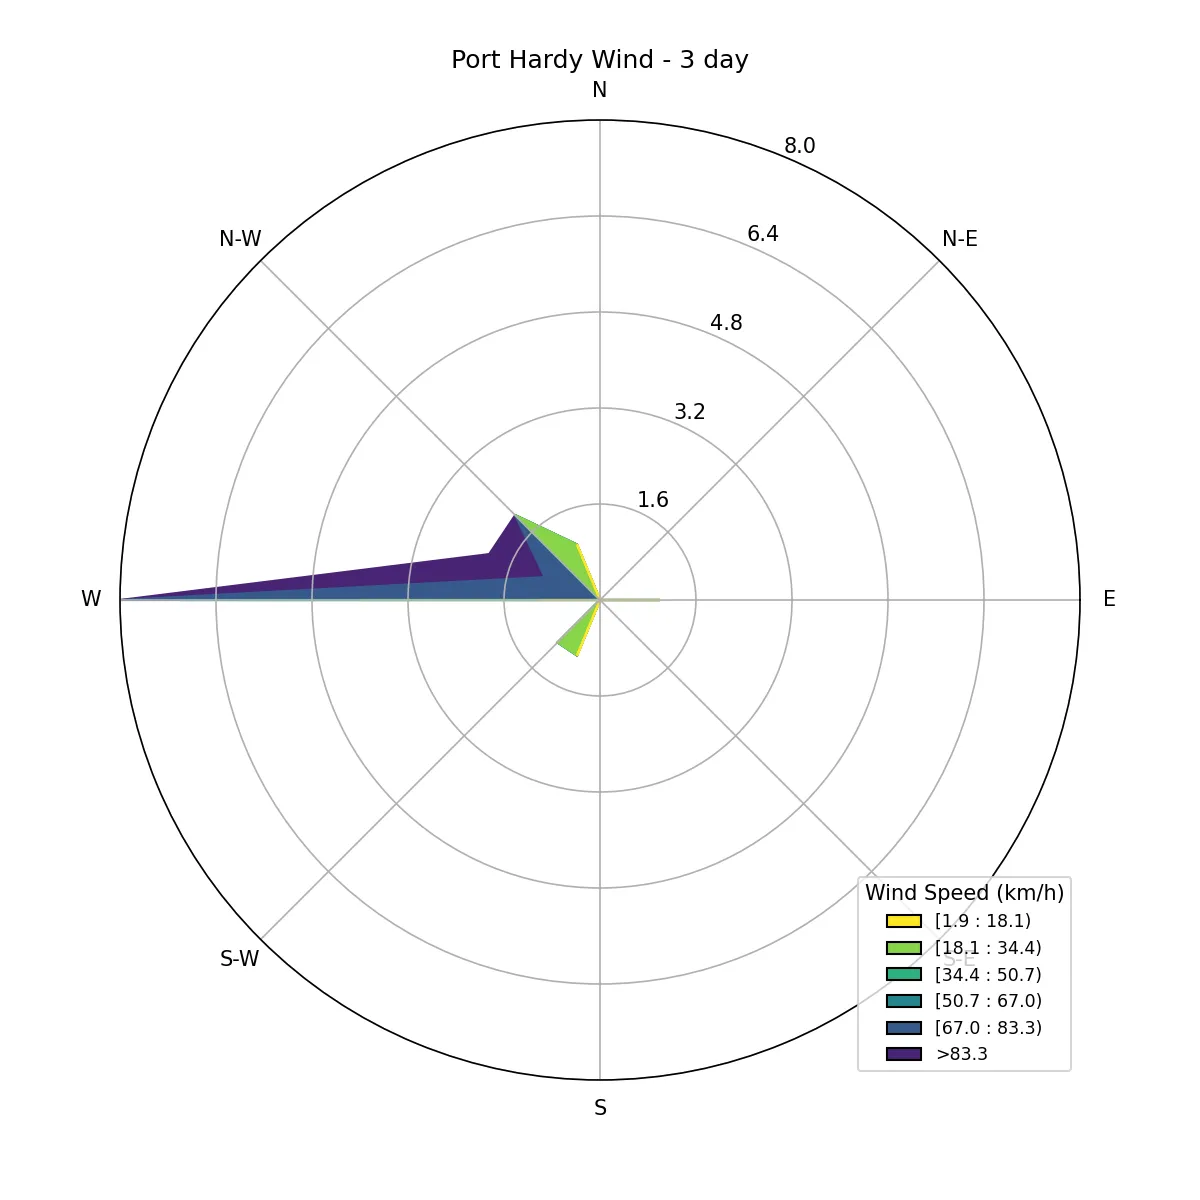 Port Hardy Wind - 3 day
N
8.0
N-W
6.4
N-E
4.8
3.2
1.6
W
E
Wind Speed (km/h)
[1.9 : 18.1)
[18.1 : 34.4)
S-W
S-E
[34.4 : 50.7)
[50.7 : 67.0)
[67.0 : 83.3)
>83.3
S